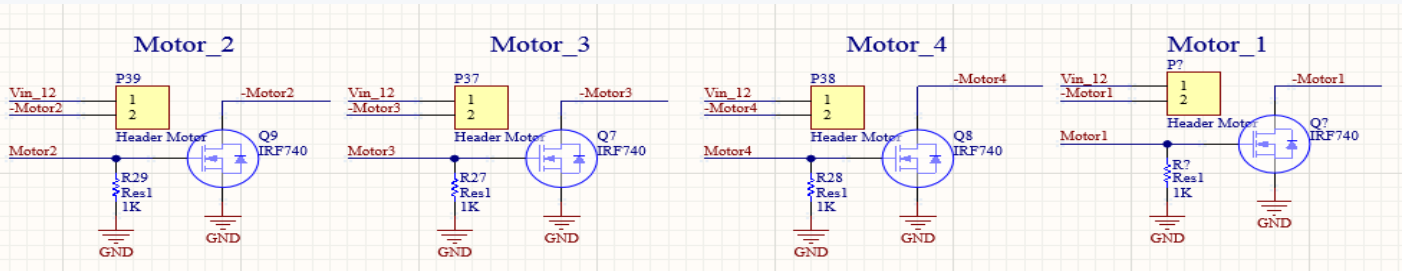 Motor_2
P39
Vin_12
-Motor2
1
2
-Motor2
Header Motor
Q9
IRF740
Motor2
R29
Res1
1K
GND
GND
Motor_3
P37
Vin_12
-Motor3
1
2
-Motor3
Header Motor
Q7
IRF740
Motor3
R27
Res1
1K
GND
GND
Motor_4
P38
Vin_12
-Motor4
1
2
-Motor4
Header Motor
Q8
IRF740
Motor4
R28
Res1
1K
GND
GND
Motor_1
P?
Vin_12
-Motor1
1
2
-Motor1
Header Motor
Q?
IRF740
Motor1
R?
Res1
1K
GND
GND